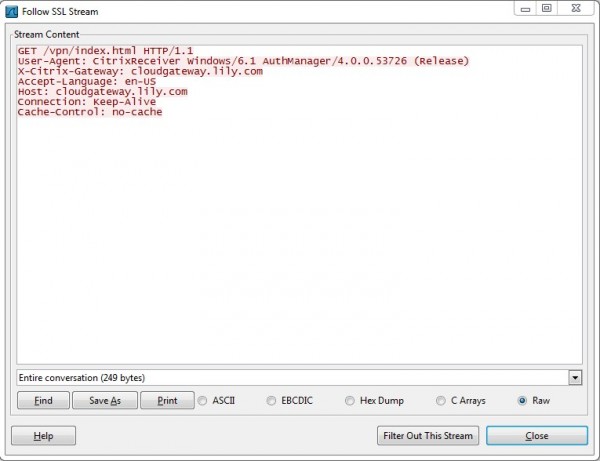 Follow SSL Stream
Stream Content
GET /vpn/index.html HTTP/1.1
User-Agent: CitrixReceiver Windows/6.1 AuthManager/4.0.0.53726 (Release)
X-Citrix-Gateway: cloudgateway.lily.com
Accept-Language: en-US
Host: cloudgateway.lily.com
Connection: Keep-Alive
Cache-Control: no-cache
Entire conversation (249 bytes)
Find Save As Print ASCII EBCDIC Hex Dump C Arrays Raw
Help Filter Out This Stream Close